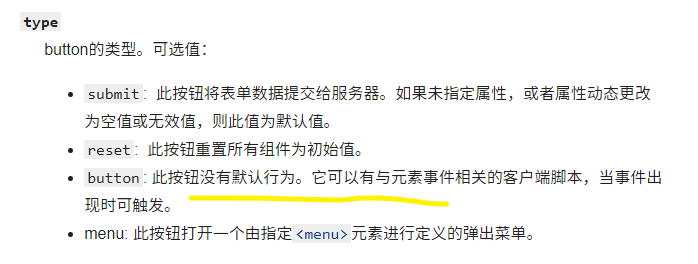 type
button的类型。可选值：
submit: 此按钮将表单数据提交给服务器。如果未指定属性，或者属性动态更改
为空值或无效值，则此值为默认值。
reset: 此按钮重置所有组件为初始值。
button: 此按钮没有默认行为。它可以有与元素事件相关的客户端脚本，当事件出
现时可触发。
menu: 此按钮打开一个由指定<menu>元素进行定义的弹出菜单。